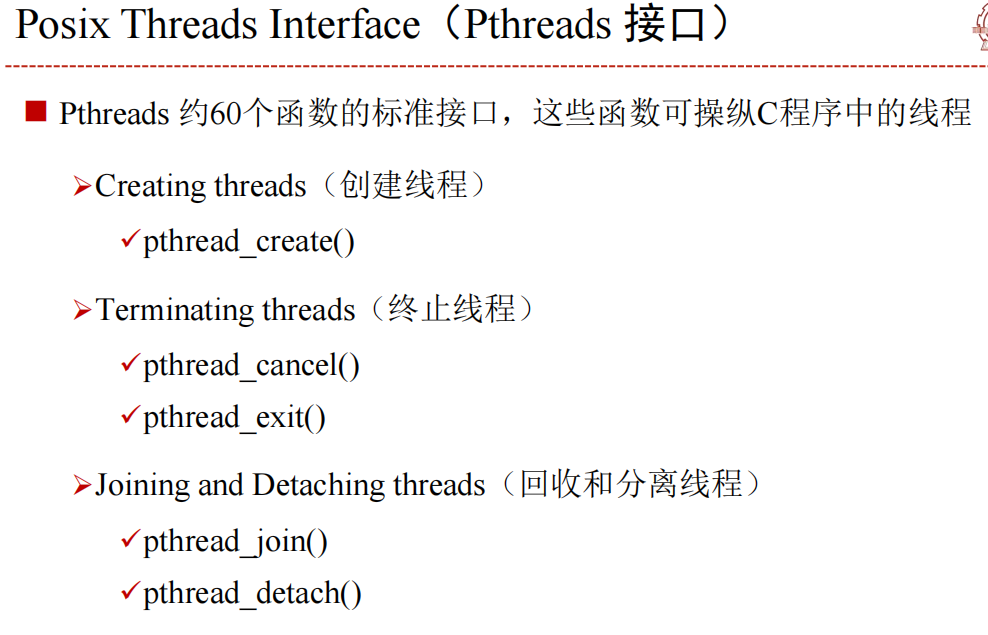 Posix Threads Interface（Pthreads 接口）
Pthreads 约60个函数的标准接口，这些函数可操纵C程序中的线程
Creating threads（创建线程）
pthread_create()
Terminating threads（终止线程）
pthread_cancel()
pthread_exit()
Joining and Detaching threads（回收和分离线程）
pthread_join()
pthread_detach()